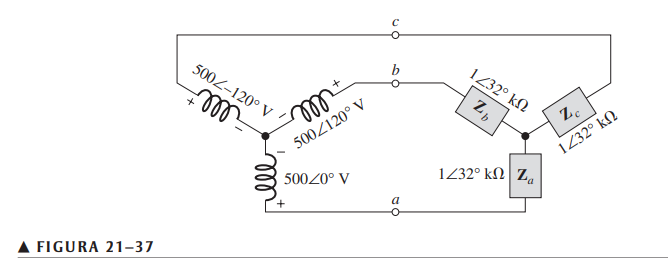 c
500∠–120° V
+
–
–
+
500∠120° V
b
1∠32° kΩ
Z_b
Z_c
1∠32° kΩ
–
500∠0° V
+
1∠32° kΩ
Z_a
a
▲ FIGURA 21–37